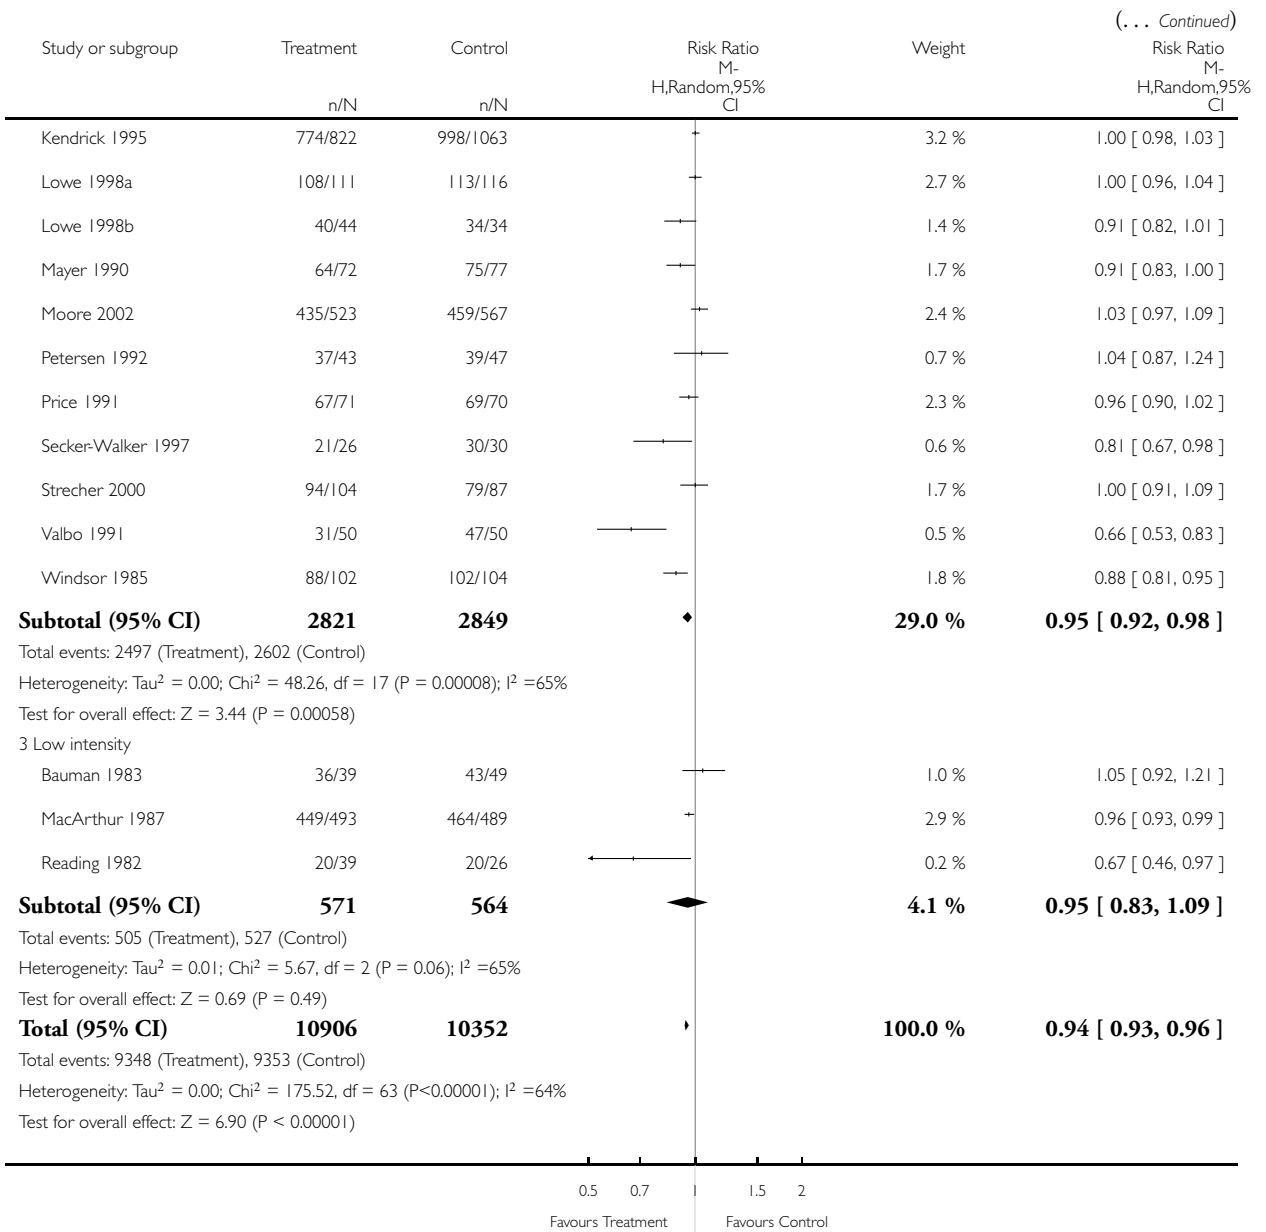 (... Continued)
Study or subgroup Treatment Control Risk Ratio Weight Risk Ratio
M- M-
H,Random,95% H,Random,95%
n/N n/N CI CI
Kendrick 1995 774/822 998/1063 3.2 % 1.00 [ 0.98, 1.03 ]
Lowe 1998a 108/111 113/116 2.7 % 1.00 [ 0.96, 1.04 ]
Lowe 1998b 40/44 34/34 1.4 % 0.91 [ 0.82, 1.01 ]
Mayer 1990 64/72 75/77 1.7 % 0.91 [ 0.83, 1.00 ]
Moore 2002 435/523 459/567 2.4 % 1.03 [ 0.97, 1.09 ]
Petersen 1992 37/43 39/47 0.7 % 1.04 [ 0.87, 1.24 ]
Price 1991 67/71 69/70 2.3 % 0.96 [ 0.90, 1.02 ]
Secker-Walker 1997 21/26 30/30 0.6 % 0.81 [ 0.67, 0.98 ]
Strecher 2000 94/104 79/87 1.7 % 1.00 [ 0.91, 1.09 ]
Valbo 1991 31/50 47/50 0.5 % 0.66 [ 0.53, 0.83 ]
Windsor 1985 88/102 102/104 1.8 % 0.88 [ 0.81, 0.95 ]
Subtotal (95% CI) 2821 2849 29.0 % 0.95 [ 0.92, 0.98 ]
Total events: 2497 (Treatment), 2602 (Control)
Heterogeneity: Tau² = 0.00; Chi² = 48.26, df = 17 (P = 0.00008); I² =65%
Test for overall effect: Z = 3.44 (P = 0.00058)
3 Low intensity
Bauman 1983 36/39 43/49 1.0 % 1.05 [ 0.92, 1.21 ]
MacArthur 1987 449/493 464/489 2.9 % 0.96 [ 0.93, 0.99 ]
Reading 1982 20/39 20/26 0.2 % 0.67 [ 0.46, 0.97 ]
Subtotal (95% CI) 571 564 4.1 % 0.95 [ 0.83, 1.09 ]
Total events: 505 (Treatment), 527 (Control)
Heterogeneity: Tau² = 0.01; Chi² = 5.67, df = 2 (P = 0.06); I² =65%
Test for overall effect: Z = 0.69 (P = 0.49)
Total (95% CI) 10906 10352 100.0 % 0.94 [ 0.93, 0.96 ]
Total events: 9348 (Treatment), 9353 (Control)
Heterogeneity: Tau² = 0.00; Chi² = 175.52, df = 63 (P<0.00001); I² =64%
Test for overall effect: Z = 6.90 (P < 0.00001)
0.5 0.7 1 1.5 2
Favours Treatment Favours Control